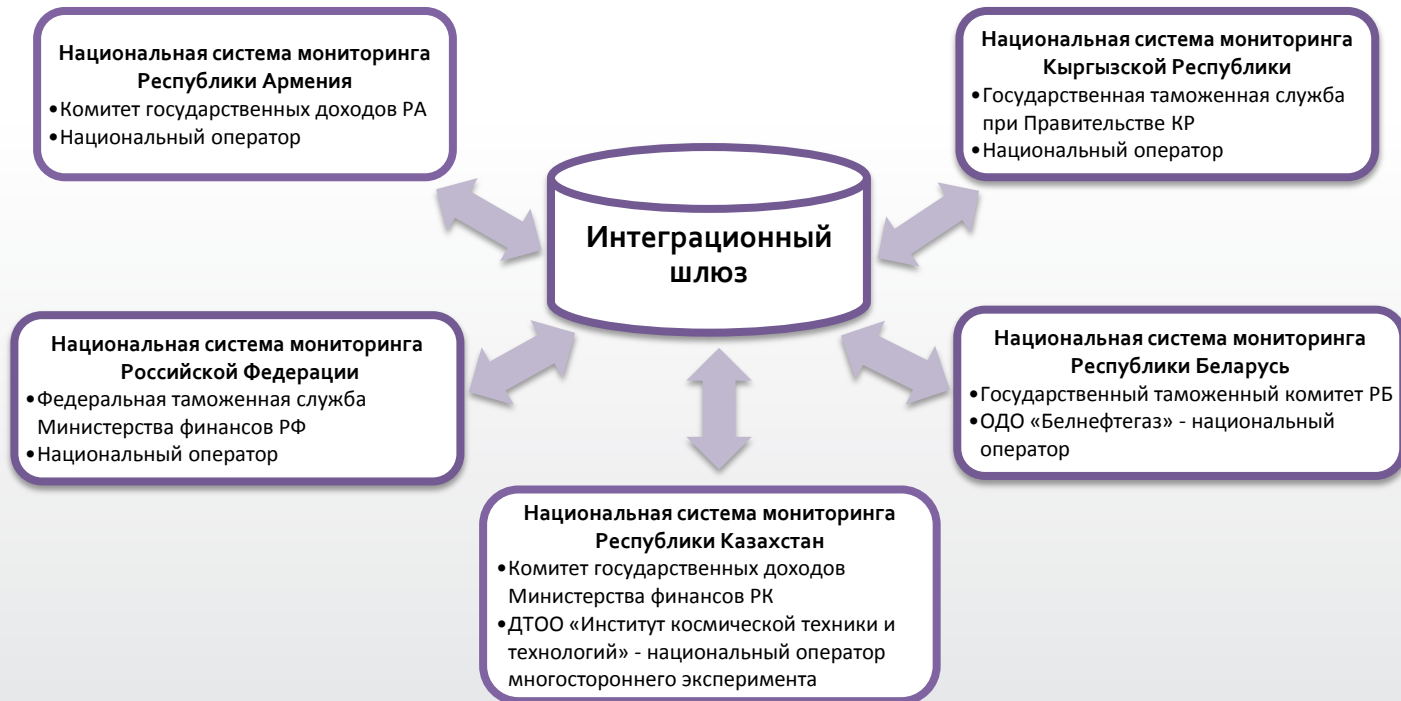 Национальная система мониторинга
Республики Армения
•Комитет государственных доходов РА
•Национальный оператор
Национальная система мониторинга
Кыргызской Республики
•Государственная таможенная служба
при Правительстве КР
•Национальный оператор
Интеграционный
шлюз
Национальная система мониторинга
Российской Федерации
•Федеральная таможенная служба
Министерства финансов РФ
•Национальный оператор
Национальная система мониторинга
Республики Беларусь
•Государственный таможенный комитет РБ
•ОДО «Белнефтегаз» - национальный
оператор
Национальная система мониторинга
Республики Казахстан
•Комитет государственных доходов
Министерства финансов РК
•ДТОО «Институт космической техники и
технологий» - национальный оператор
многостороннего эксперимента